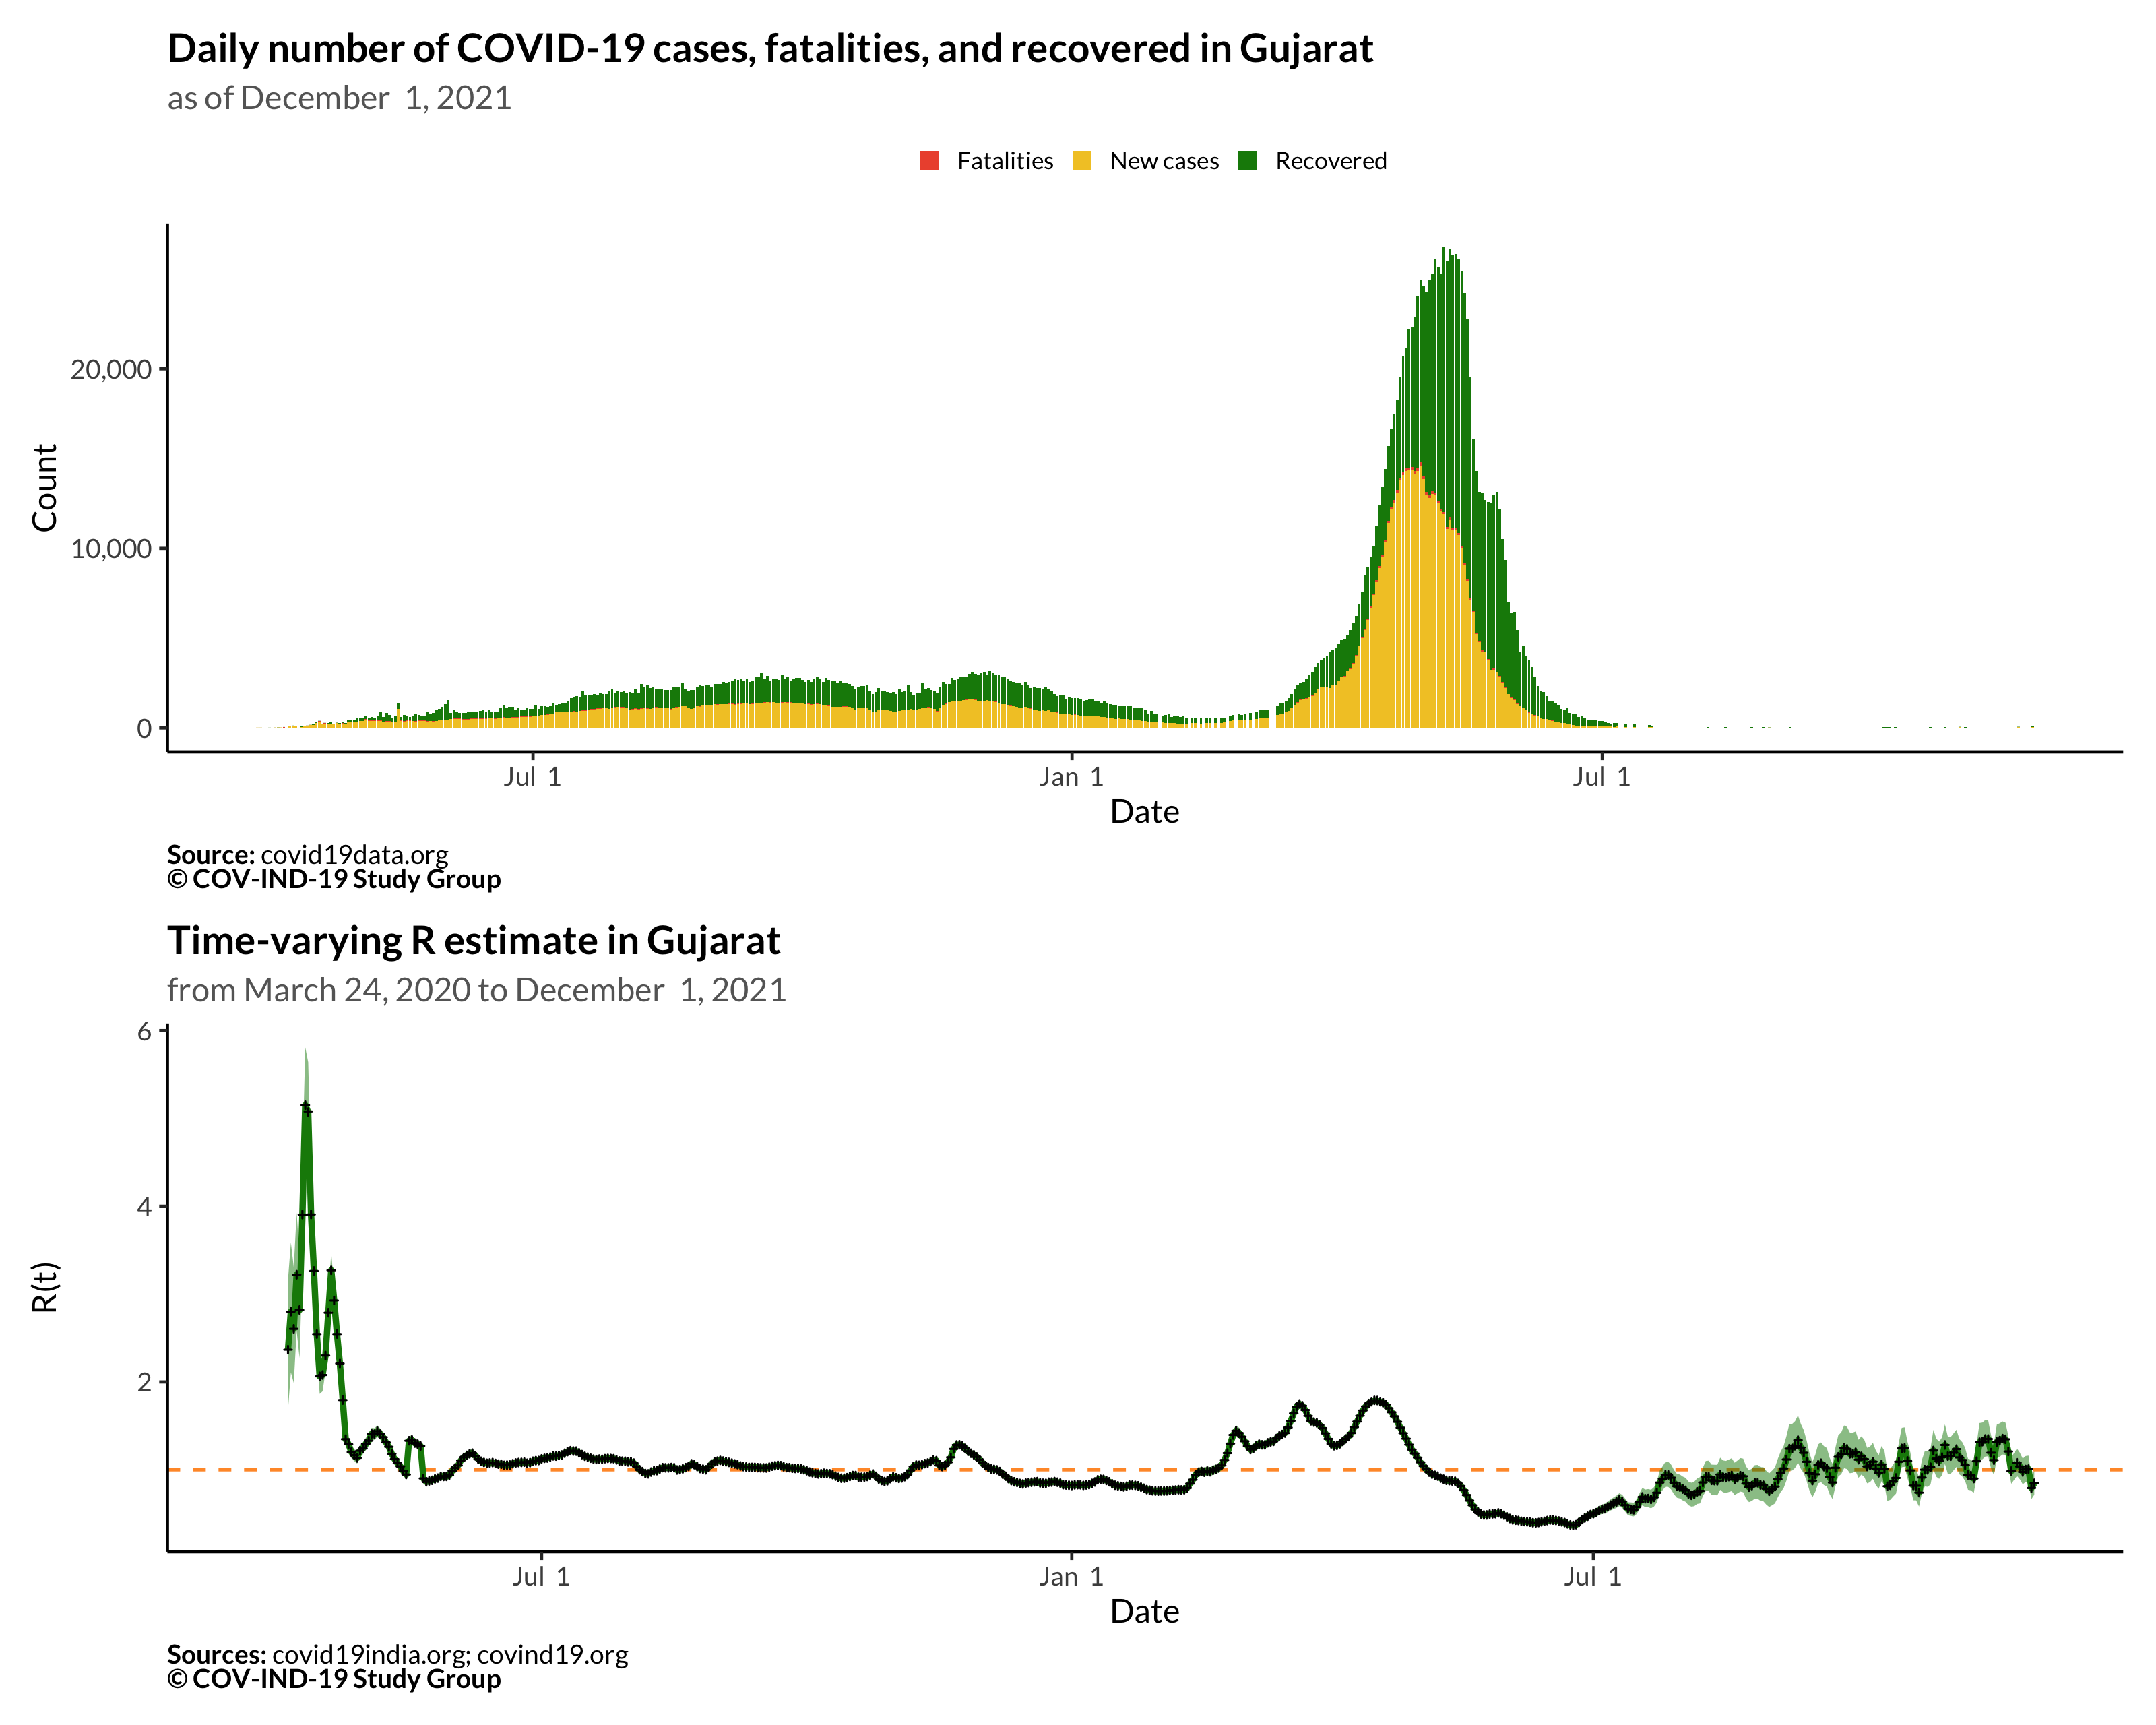 Daily number of COVID-19 cases, fatalities, and recovered in Gujarat
as of December 1, 2021
Fatalities New cases Recovered
Count
20,000
10,000
0
Jul 1 Jan 1 Jul 1
Date
Source: covid19data.org
© COV-IND-19 Study Group
Time-varying R estimate in Gujarat
from March 24, 2020 to December 1, 2021
R(t)
6
4
2
Jul 1 Jan 1 Jul 1
Date
Sources: covid19india.org; covind19.org
© COV-IND-19 Study Group